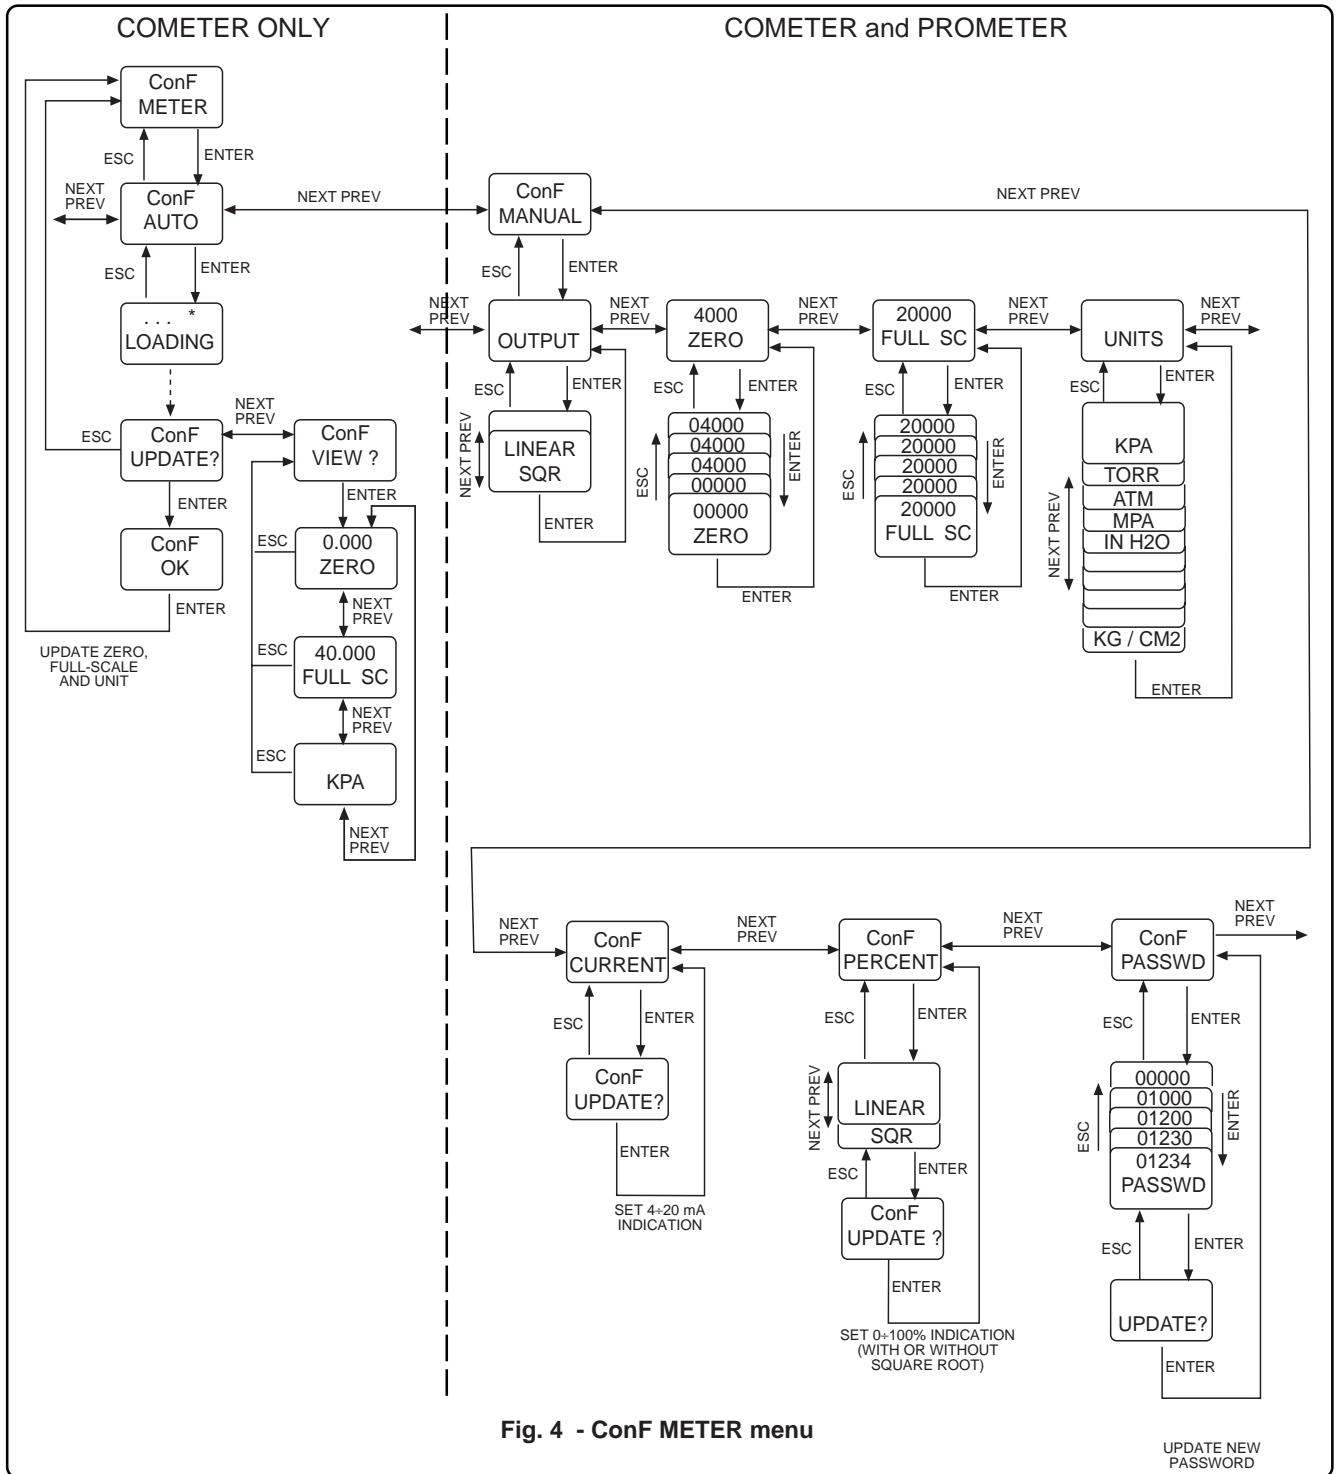 COMETER ONLY
COMETER and PROMETER
ConF
METER
ESC
ENTER
NEXT
PREV
ConF
AUTO
NEXT PREV
ESC
ENTER
. . . *
LOADING
ESC
ConF
UPDATE?
NEXT
PREV
ConF
VIEW ?
ENTER
ENTER
ConF
OK
ENTER
UPDATE ZERO,
FULL-SCALE
AND UNIT
ESC
0.000
ZERO
NEXT
PREV
ESC
40.000
FULL SC
NEXT
PREV
ESC
KPA
NEXT
PREV
ConF
MANUAL
NEXT PREV
ESC
ENTER
NEXT
PREV
OUTPUT
NEXT
PREV
4000
ZERO
NEXT
PREV
20000
FULL SC
NEXT
PREV
UNITS
NEXT
PREV
ESC
ENTER
NEXT PREV
LINEAR
SQR
ENTER
ESC
ENTER
04000
04000
04000
00000
00000
ZERO
ESC
ENTER
ENTER
ESC
ENTER
20000
20000
20000
20000
20000
FULL SC
ESC
ENTER
ENTER
ESC
ENTER
KPA
TORR
ATM
MPA
IN H2O
KG / CM2
NEXT PREV
ENTER
NEXT
PREV
ConF
CURRENT
NEXT
PREV
ConF
PERCENT
NEXT
PREV
ConF
PASSWD
NEXT
PREV
ESC
ENTER
ConF
UPDATE?
ENTER
SET 4÷20 mA
INDICATION
ESC
ENTER
NEXT PREV
LINEAR
SQR
ESC
ENTER
ConF
UPDATE ?
ENTER
SET 0÷100% INDICATION
(WITH OR WITHOUT
SQUARE ROOT)
ESC
ENTER
00000
01000
01200
01230
01234
PASSWD
ESC
ENTER
ESC
ENTER
UPDATE?
ENTER
Fig. 4 - ConF METER menu
UPDATE NEW
PASSWORD